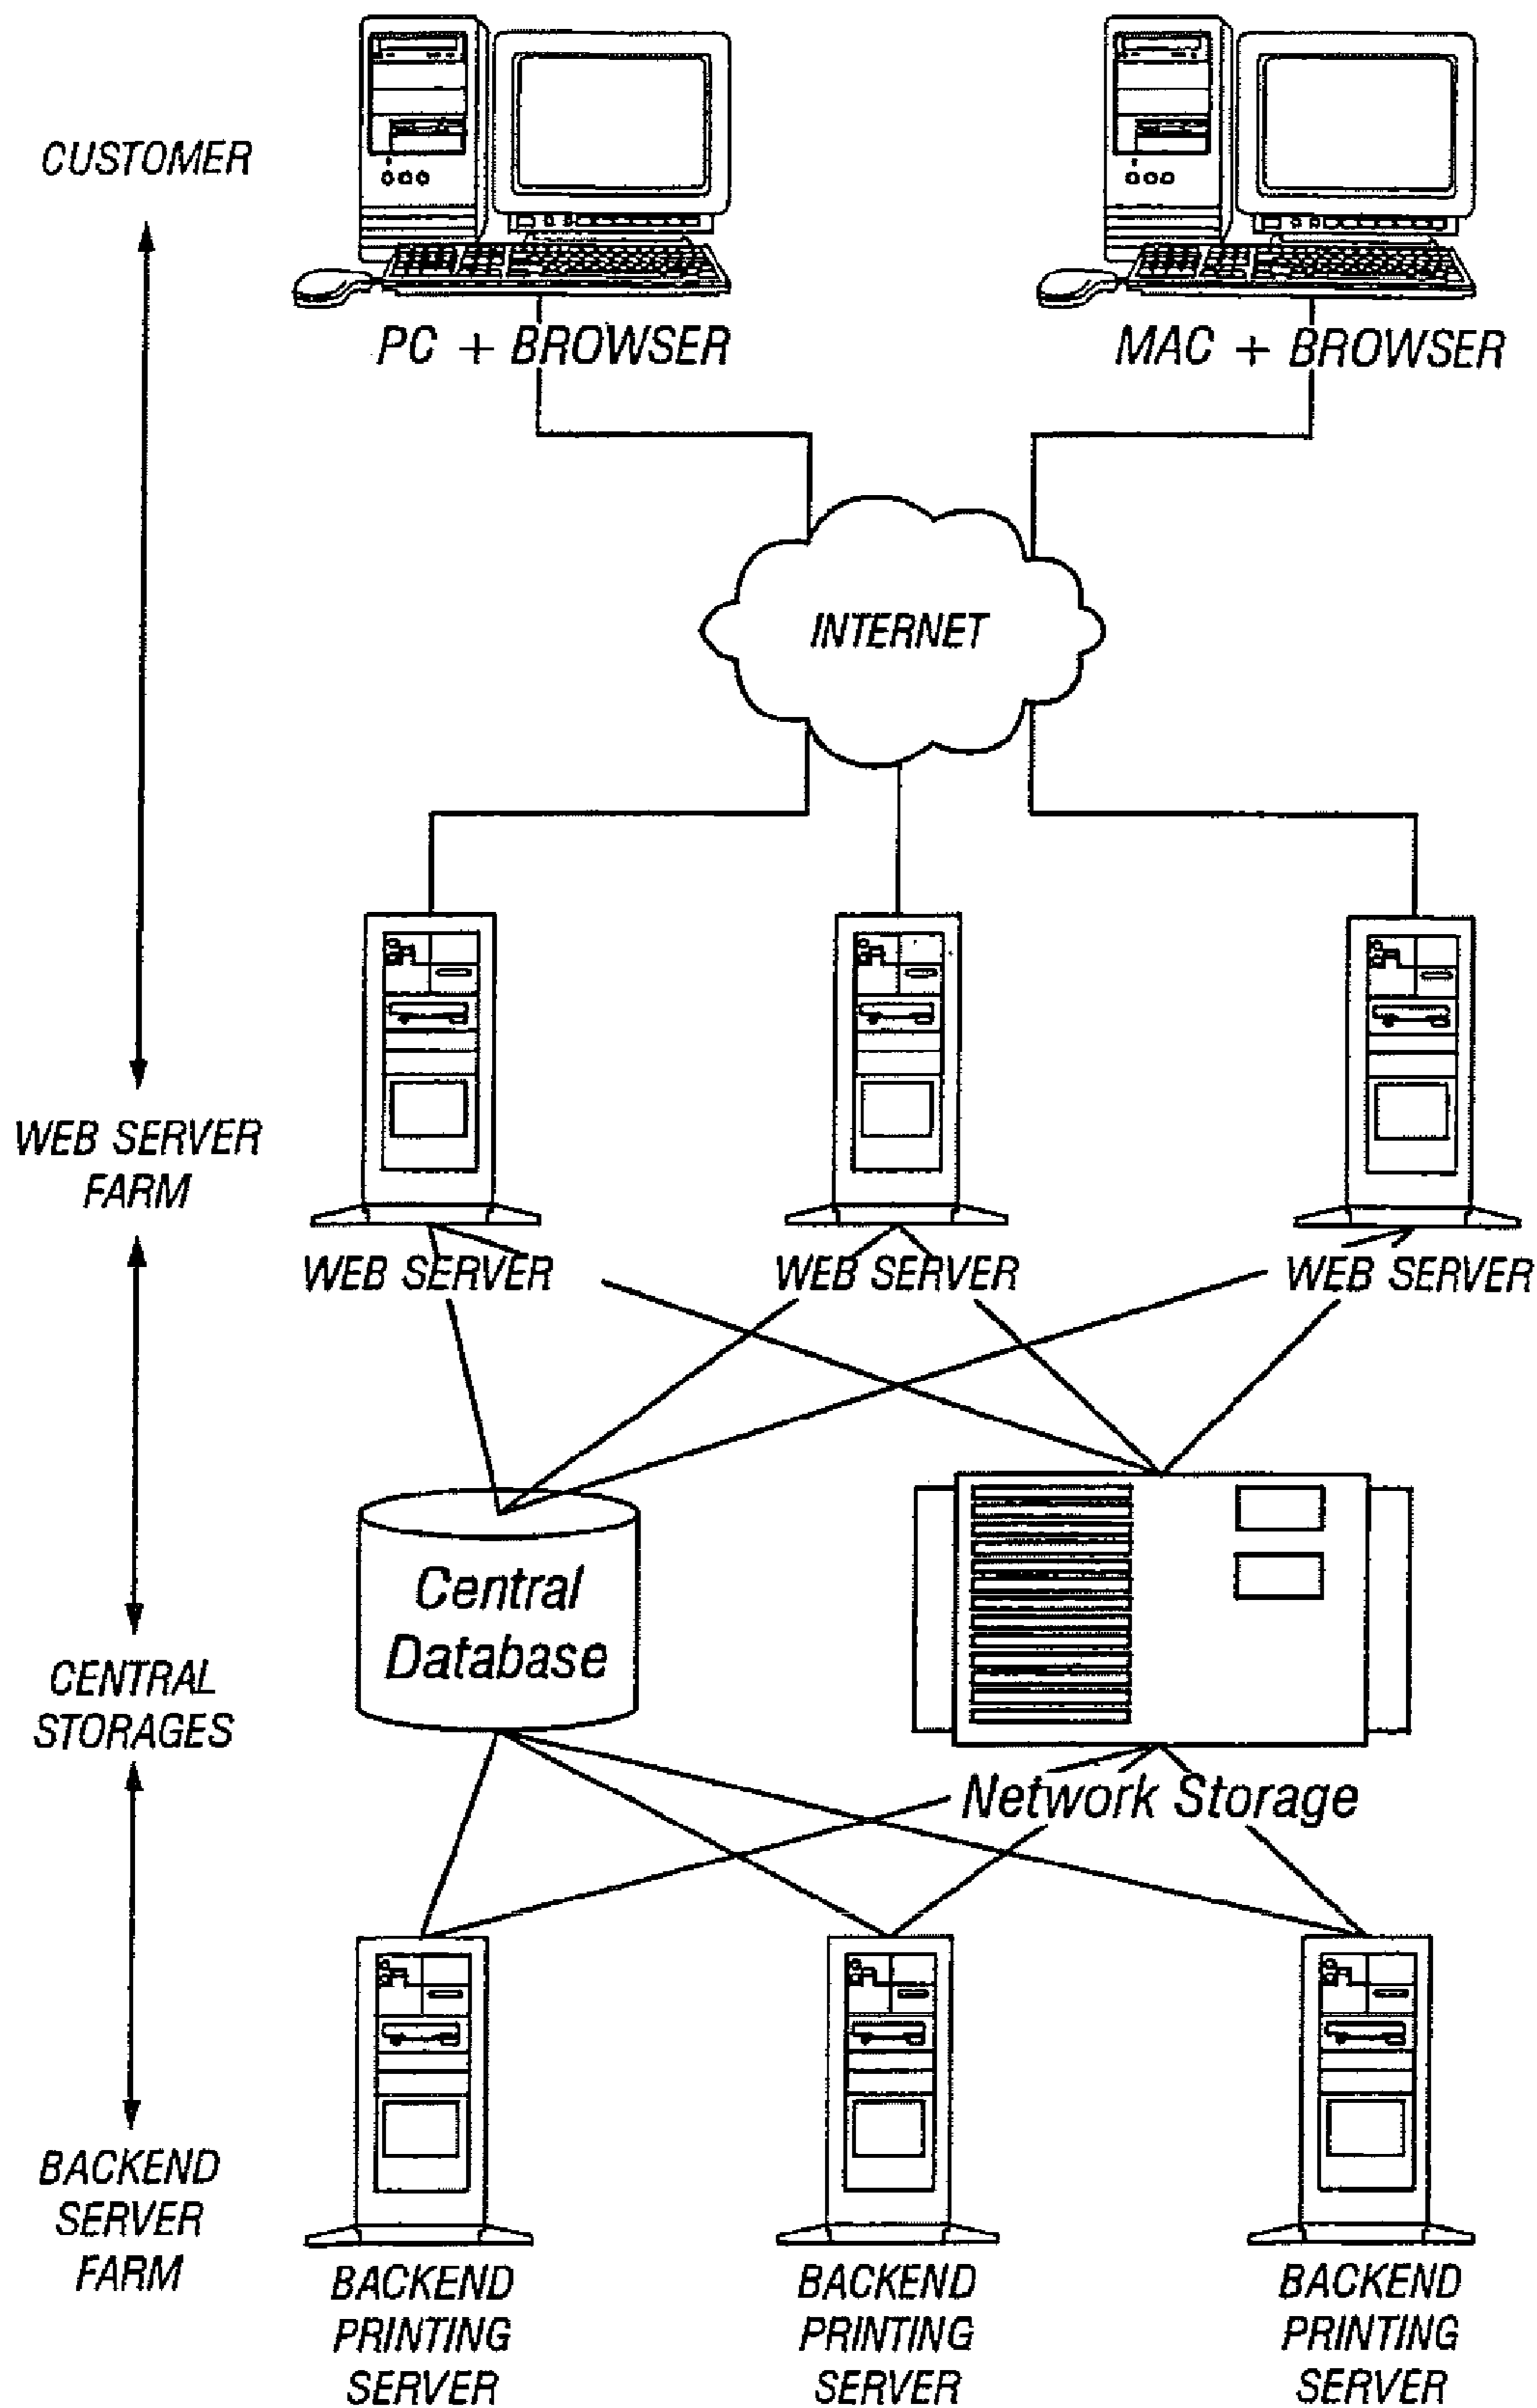 CUSTOMER
PC + BROWSER
MAC + BROWSER
INTERNET
WEB SERVER
FARM
WEB SERVER
WEB SERVER
WEB SERVER
Central
Database
CENTRAL
STORAGES
Network Storage
BACKEND
SERVER
FARM
BACKEND
PRINTING
SERVER
BACKEND
PRINTING
SERVER
BACKEND
PRINTING
SERVER